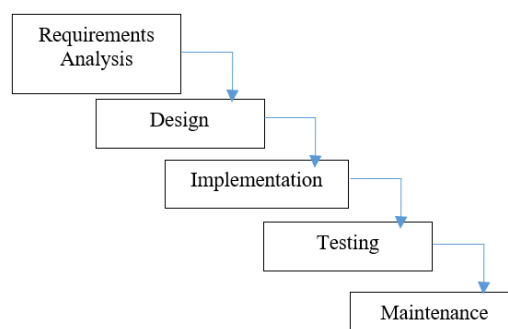 Requirements
Analysis
Design
Implementation
Testing
Maintenance